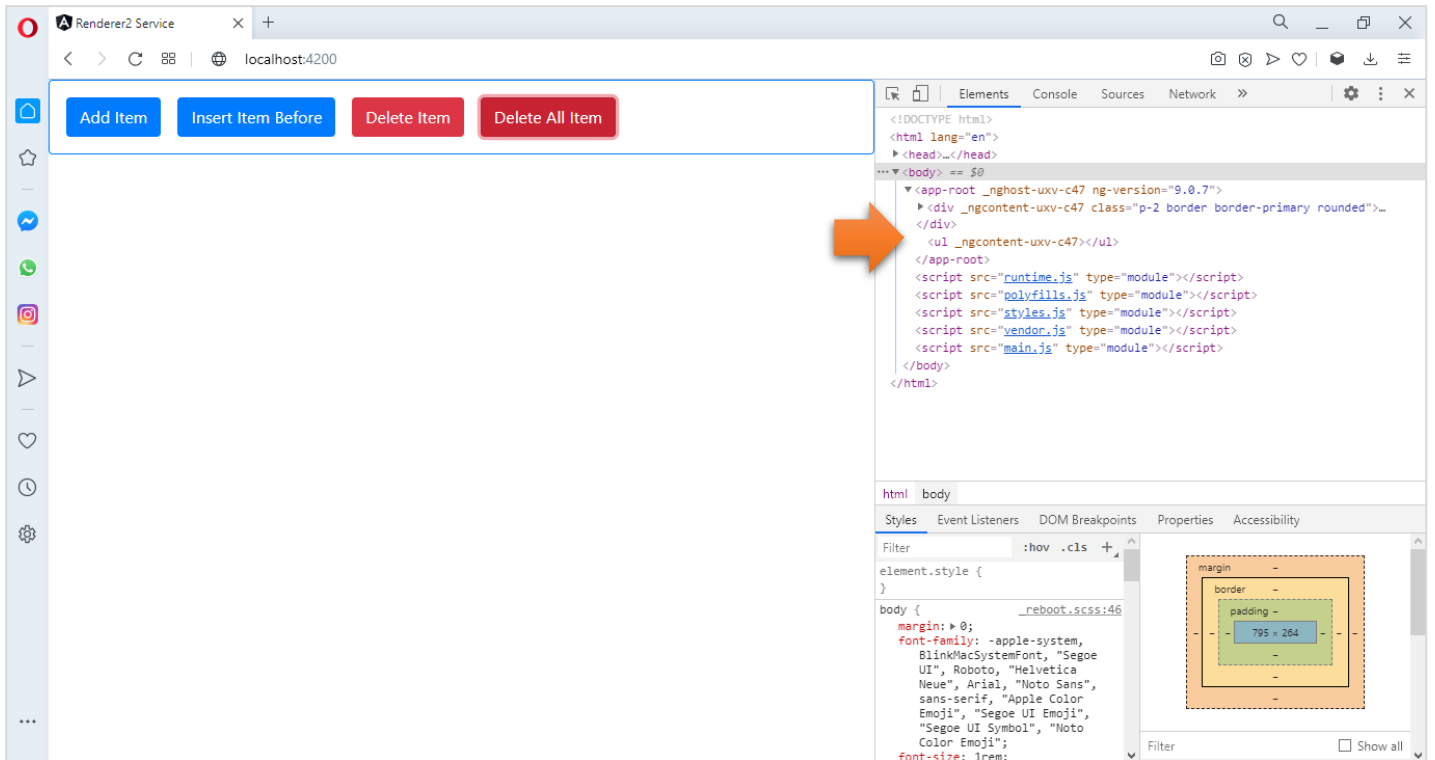 Renderer2 Service
localhost:4200
Add Item
Insert Item Before
Delete Item
Delete All Item
Elements Console Sources Network »
<!DOCTYPE html>
<html lang="en">
<head>…</head>
<body> == $0
<app-root _nghost-uxv-c47 ng-version="9.0.7">
<div _ngcontent-uxv-c47 class="p-2 border border-primary rounded">…
</div>
<ul _ngcontent-uxv-c47></ul>
</app-root>
<script src="runtime.js" type="module"></script>
<script src="polyfills.js" type="module"></script>
<script src="styles.js" type="module"></script>
<script src="vendor.js" type="module"></script>
<script src="main.js" type="module"></script>
</body>
</html>
html body
Styles Event Listeners DOM Breakpoints Properties Accessibility
Filter :hov .cls +
element.style {
}
body { _reboot.scss:46
margin: 0;
font-family: -apple-system,
BlinkMacSystemFont, "Segoe
UI", Roboto, "Helvetica
Neue", Arial, "Noto Sans",
sans-serif, "Apple Color
Emoji", "Segoe UI Emoji",
"Segoe UI Symbol", "Noto
Color Emoji";
font-size: 1rem;
margin –
border –
padding –
– – – 795 × 264 – – –
–
–
–
Filter Show all